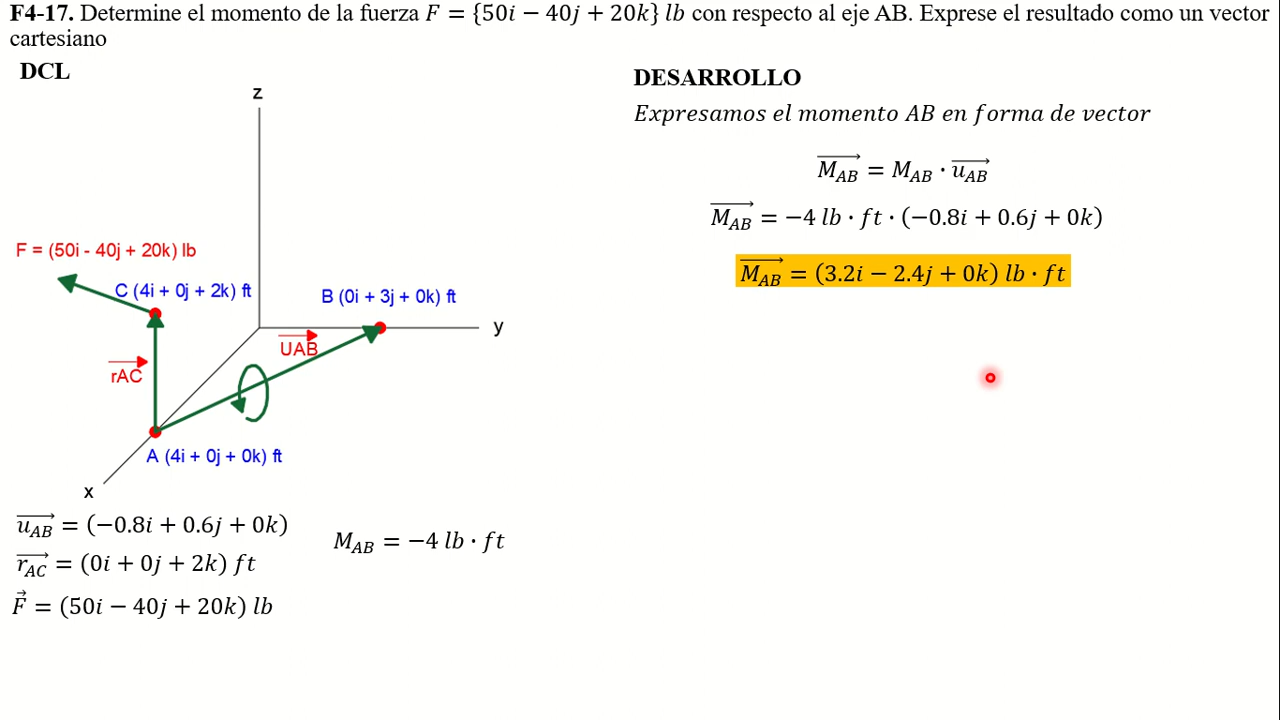 F4-17. Determine el momento de la fuerza F = {50i − 40j + 20k} lb con respecto al eje AB. Exprese el resultado como un vector
cartesiano
DCL
DESARROLLO
Expresamos el momento AB en forma de vector
M_AB = M_AB · u_AB
M_AB = −4 lb · ft · (−0.8i + 0.6j + 0k)
M_AB = (3.2i − 2.4j + 0k) lb · ft
z
F = (50i - 40j + 20k) lb
C (4i + 0j + 2k) ft
B (0i + 3j + 0k) ft
y
UAB
rAC
A (4i + 0j + 0k) ft
x
u_AB = (−0.8i + 0.6j + 0k)
M_AB = −4 lb · ft
r_AC = (0i + 0j + 2k) ft
F = (50i − 40j + 20k) lb